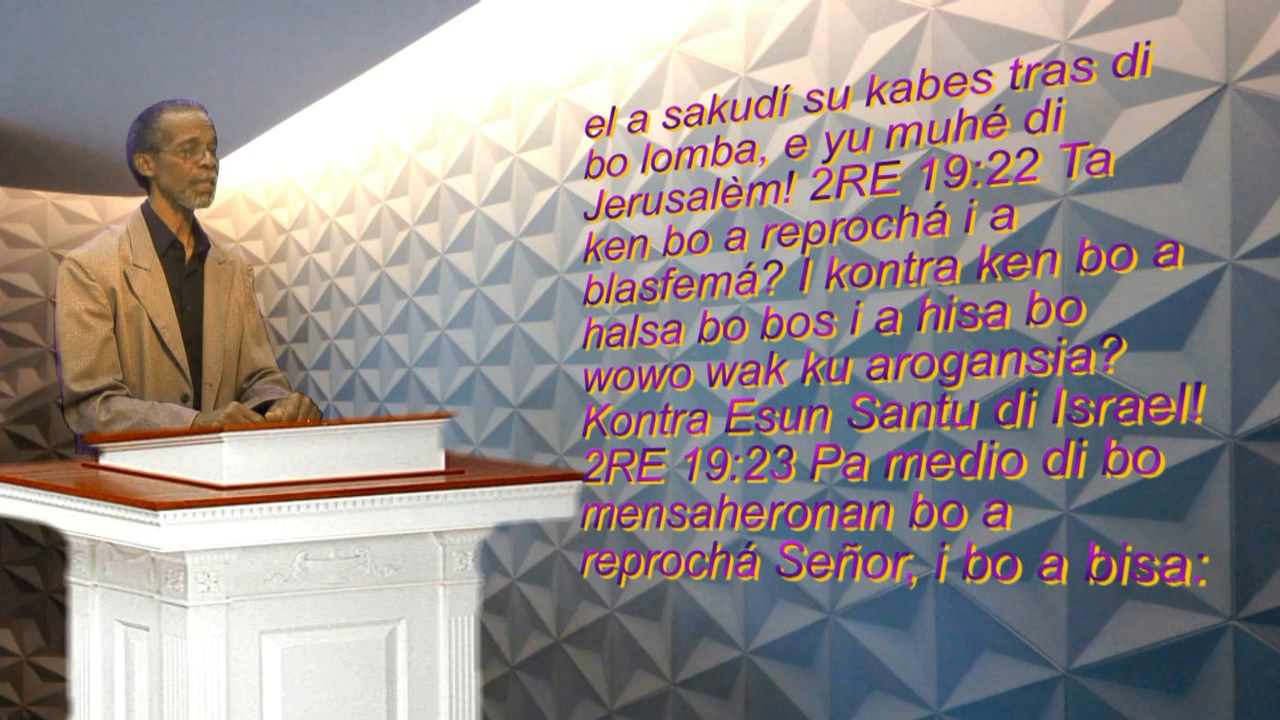 el a sakudí su kabes tras di
bo lomba, e yu muhé di
Jerusalèm! 2RE 19:22 Ta
ken bo a reprochá i a
blasfemá? I kontra ken bo a
halsa bo bos i a hisa bo
wowo wak ku arogansia?
Kontra Esun Santu di Israel!
2RE 19:23 Pa medio di bo
mensaheronan bo a
reprochá Señor, i bo a bisa: